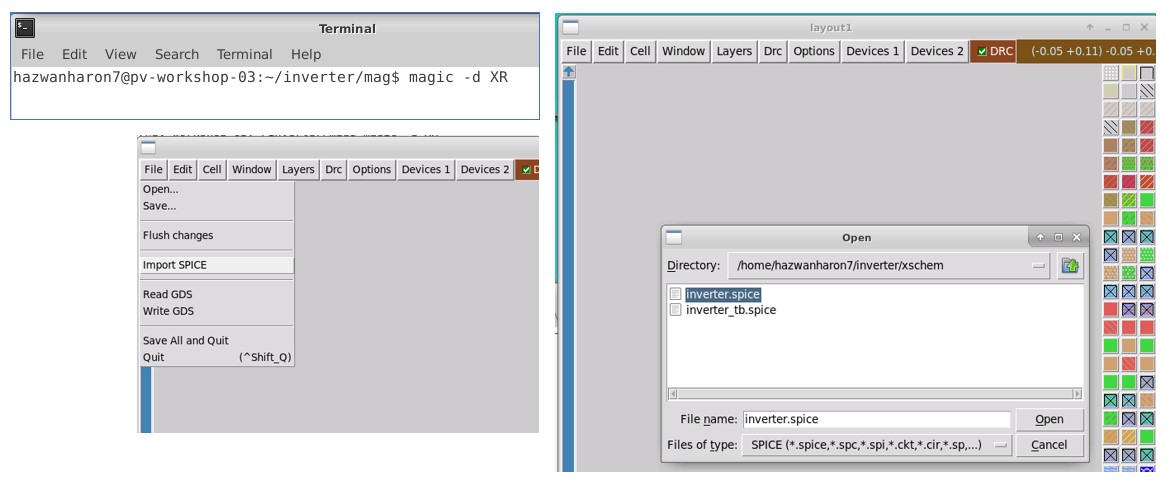 Terminal
File Edit View Search Terminal Help
hazwanharon7@pv-workshop-03:~/inverter/mag$ magic -d XR
File Edit Cell Window Layers Drc Options Devices 1 Devices 2 D
Open...
Save...
Flush changes
Import SPICE
Read GDS
Write GDS
Save All and Quit
Quit (^Shift_Q)
layout1
File Edit Cell Window Layers Drc Options Devices 1 Devices 2 DRC (-0.05 +0.11) -0.05 +0.
Open
Directory: /home/hazwanharon7/inverter/xschem
inverter.spice
inverter_tb.spice
File name: inverter.spice Open
Files of type: SPICE (*.spice,*.spc,*.spi,*.ckt,*.cir,*.sp,...) Cancel